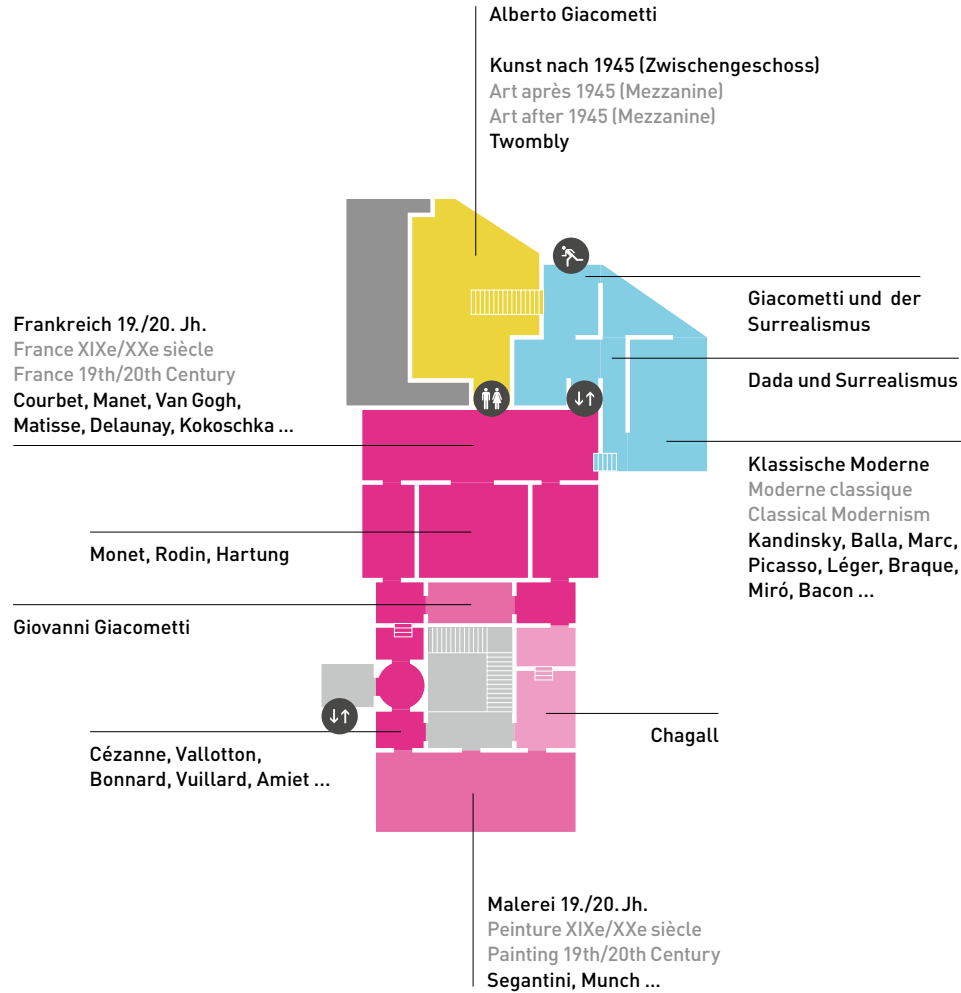 Alberto Giacometti
Kunst nach 1945 (Zwischengeschoss)
Art après 1945 (Mezzanine)
Art after 1945 (Mezzanine)
Twombly
Giacometti und der
Surrealismus
Dada und Surrealismus
Frankreich 19./20. Jh.
France XIXe/XXe siècle
France 19th/20th Century
Courbet, Manet, Van Gogh,
Matisse, Delaunay, Kokoschka ...
Klassische Moderne
Moderne classique
Classical Modernism
Kandinsky, Balla, Marc,
Picasso, Léger, Braque,
Miró, Bacon ...
Monet, Rodin, Hartung
Giovanni Giacometti
Chagall
Cézanne, Vallotton,
Bonnard, Vuillard, Amiet ...
Malerei 19./20. Jh.
Peinture XIXe/XXe siècle
Painting 19th/20th Century
Segantini, Munch ...